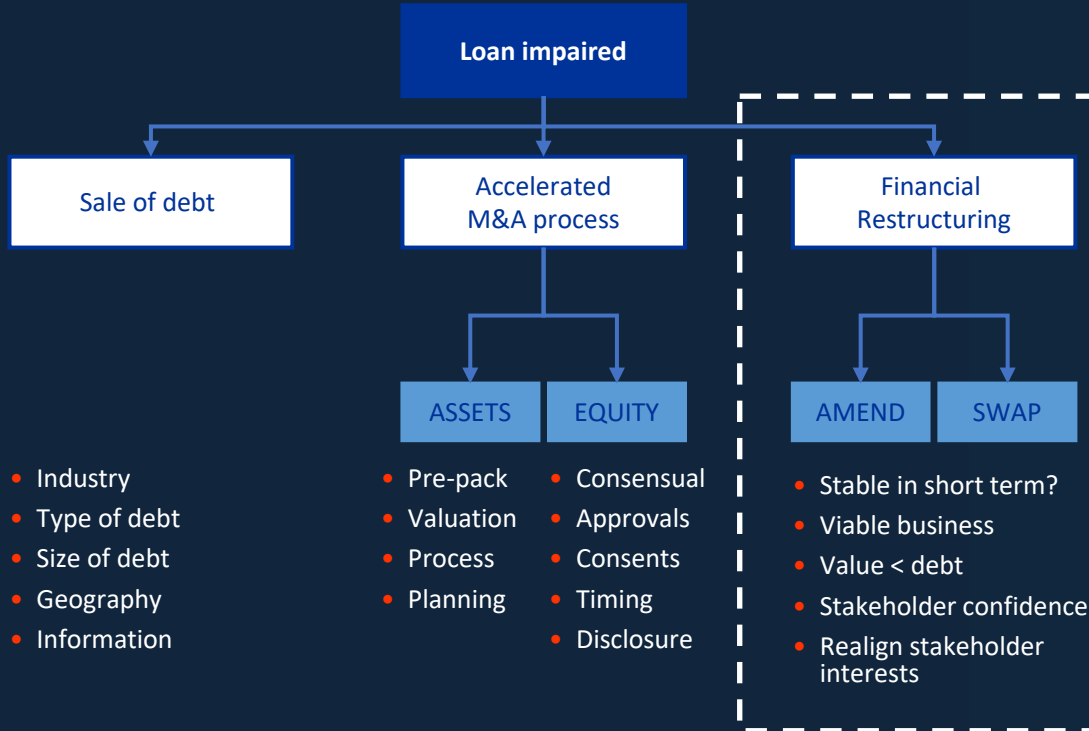 Loan impaired
Sale of debt
Accelerated
M&A process
Financial
Restructuring
ASSETS
EQUITY
AMEND
SWAP
• Industry
• Type of debt
• Size of debt
• Geography
• Information
• Pre-pack
• Valuation
• Process
• Planning
• Consensual
• Approvals
• Consents
• Timing
• Disclosure
• Stable in short term?
• Viable business
• Value < debt
• Stakeholder confidence
• Realign stakeholder
interests